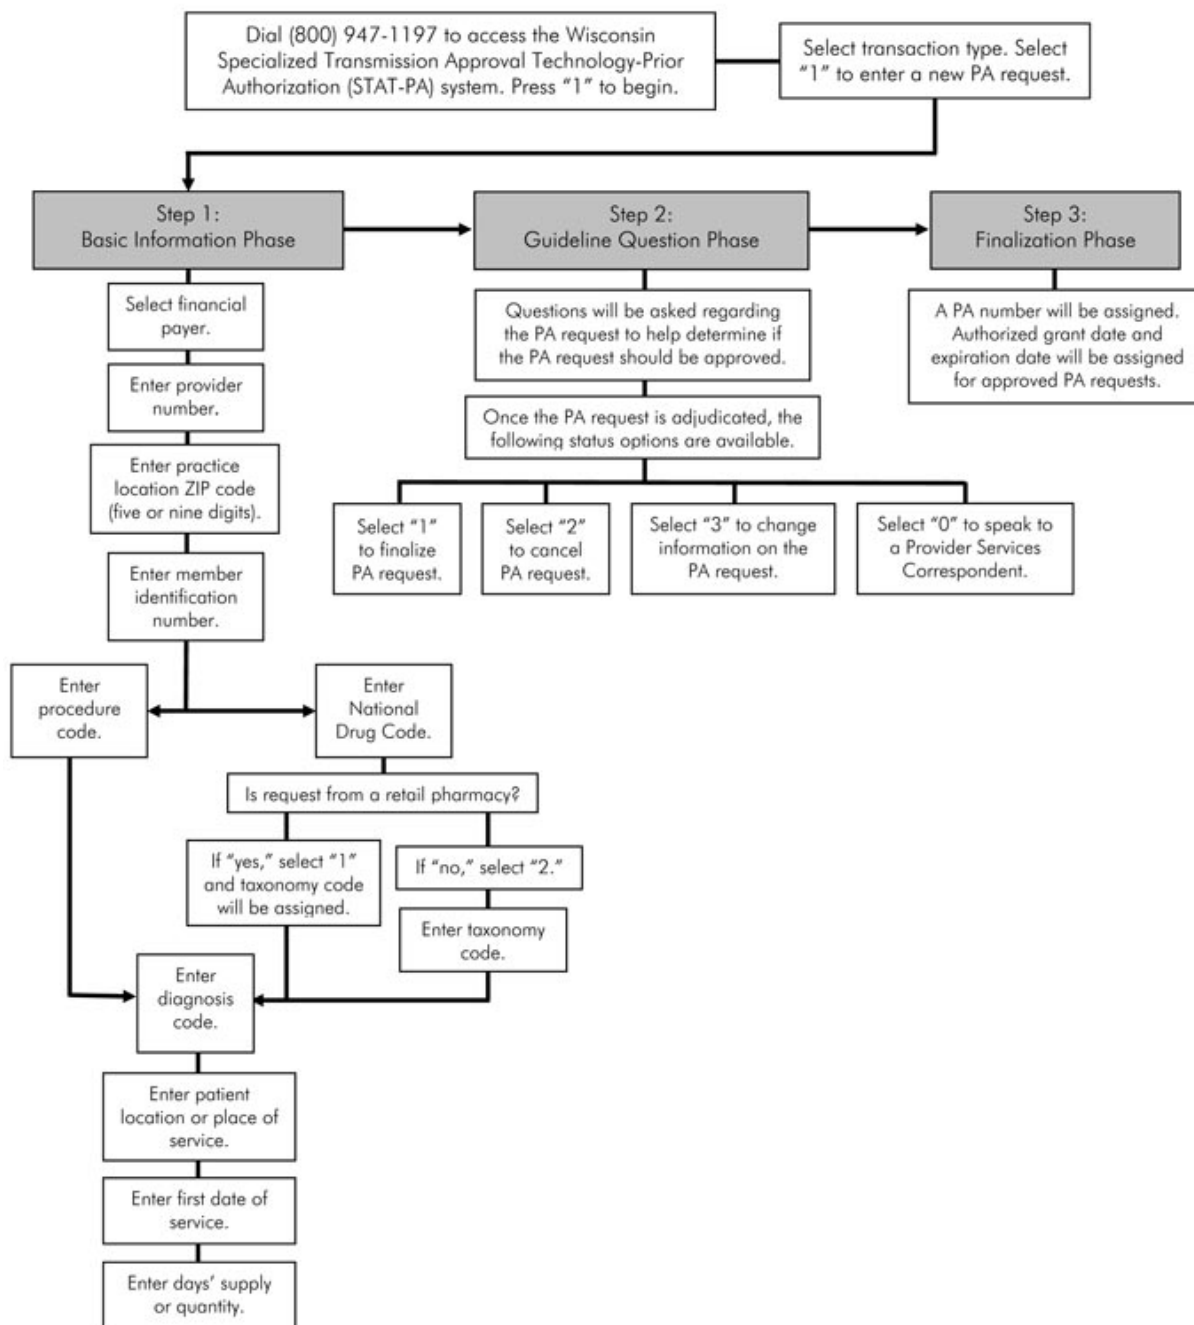 Dial (800) 947-1197 to access the Wisconsin
Specialized Transmission Approval Technology-Prior
Authorization (STAT-PA) system. Press “1” to begin.
Select transaction type. Select
“1” to enter a new PA request.
Step 1:
Basic Information Phase
Step 2:
Guideline Question Phase
Step 3:
Finalization Phase
Select financial
payer.
Enter provider
number.
Enter practice
location ZIP code
(five or nine digits).
Enter member
identification
number.
Questions will be asked regarding
the PA request to help determine if
the PA request should be approved.
Once the PA request is adjudicated, the
following status options are available.
Select “1”
to finalize
PA request.
Select “2”
to cancel
PA request.
Select “3” to change
information on the
PA request.
Select “0” to speak to
a Provider Services
Correspondent.
A PA number will be assigned.
Authorized grant date and
expiration date will be assigned
for approved PA requests.
Enter
procedure
code.
Enter
National
Drug Code.
Is request from a retail pharmacy?
If “yes,” select “1”
and taxonomy code
will be assigned.
If “no,” select “2.”
Enter taxonomy
code.
Enter
diagnosis
code.
Enter patient
location or place of
service.
Enter first date of
service.
Enter days’ supply
or quantity.